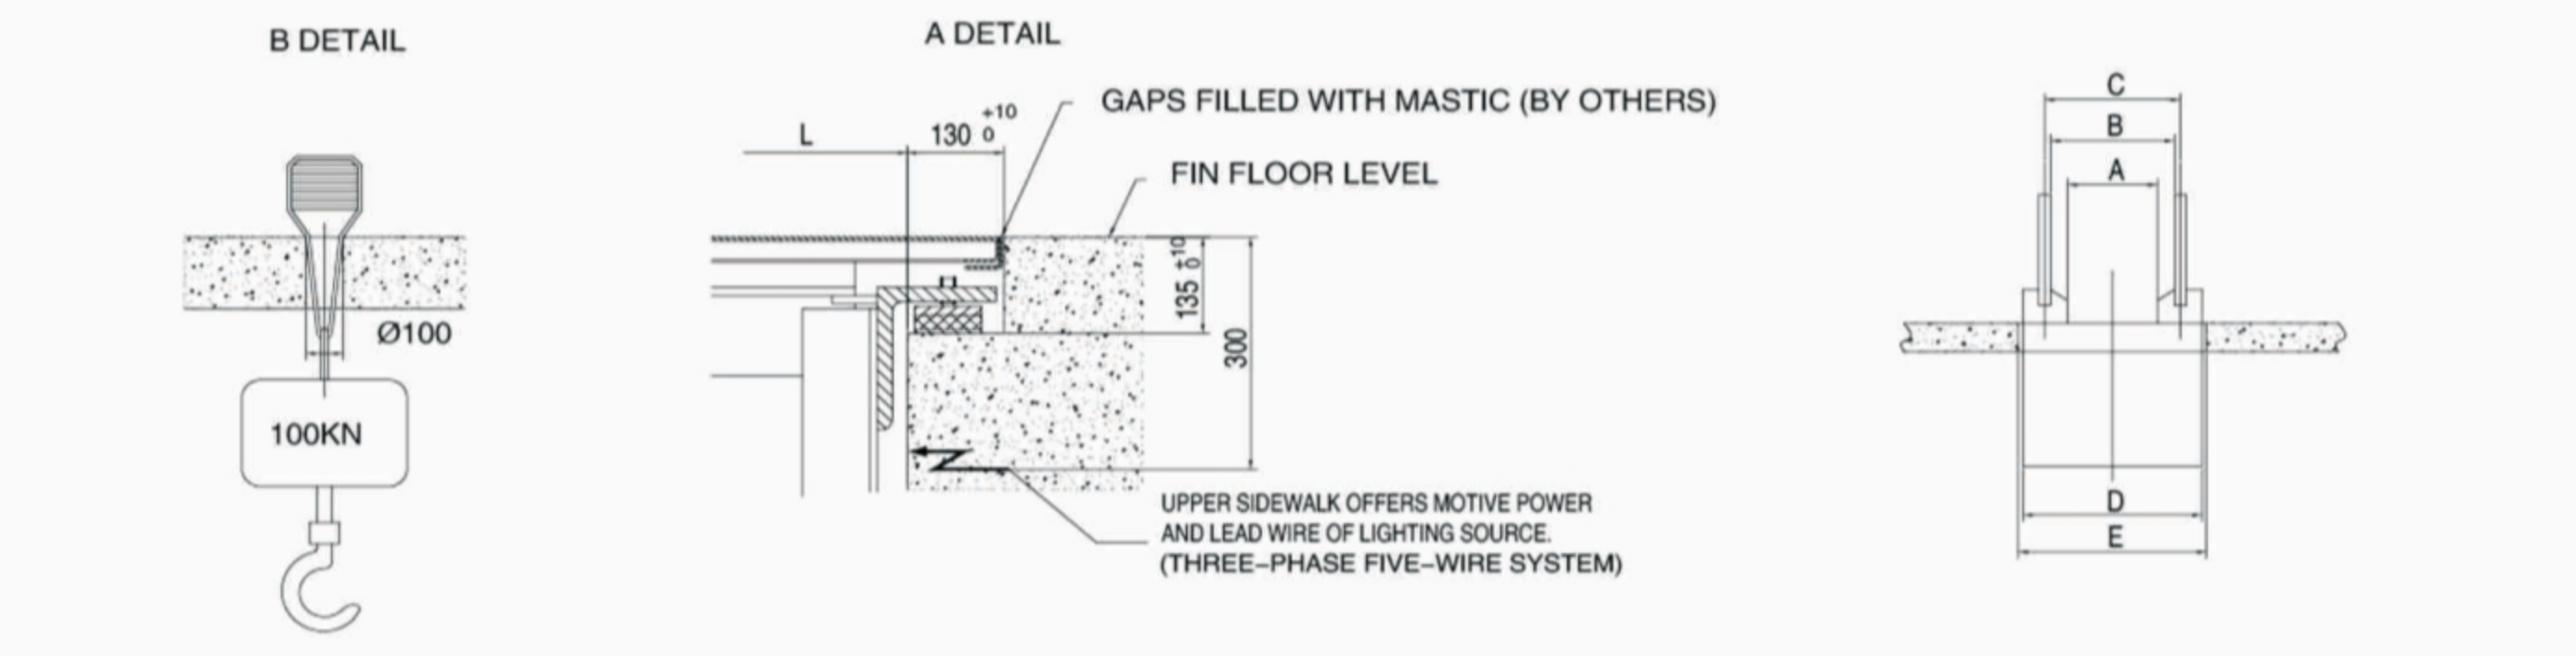 B DETAIL
Ø100
100KN
A DETAIL
GAPS FILLED WITH MASTIC (BY OTHERS)
+10
L
130 0
FIN FLOOR LEVEL
135 +10 0
300
UPPER SIDEWALK OFFERS MOTIVE POWER
AND LEAD WIRE OF LIGHTING SOURCE.
(THREE-PHASE FIVE-WIRE SYSTEM)
C
B
A
D
E